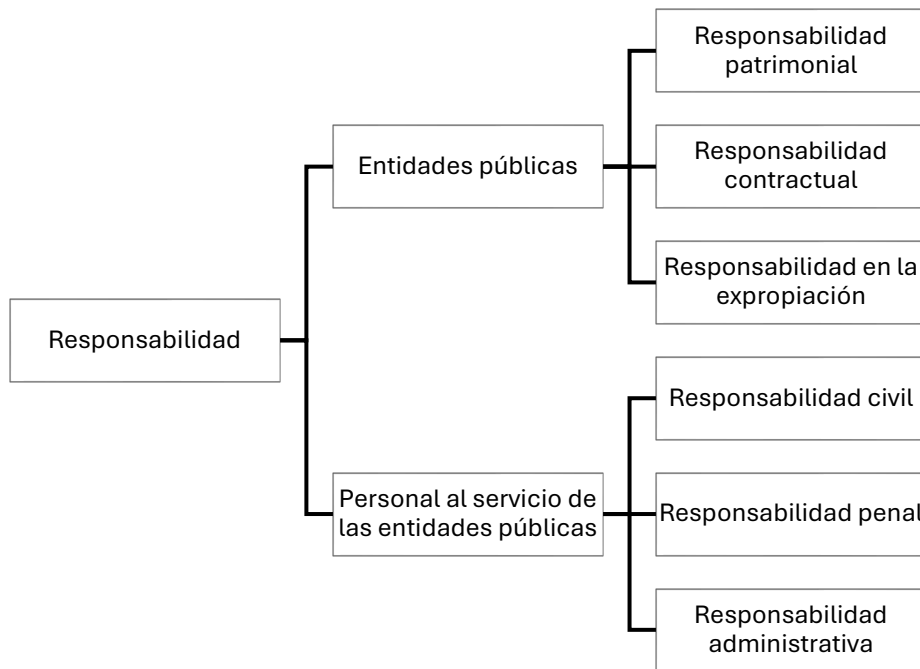 Responsabilidad
patrimonial
Entidades públicas
Responsabilidad
contractual
Responsabilidad en la
expropiación
Responsabilidad
Responsabilidad civil
Personal al servicio de
las entidades públicas
Responsabilidad penal
Responsabilidad
administrativa